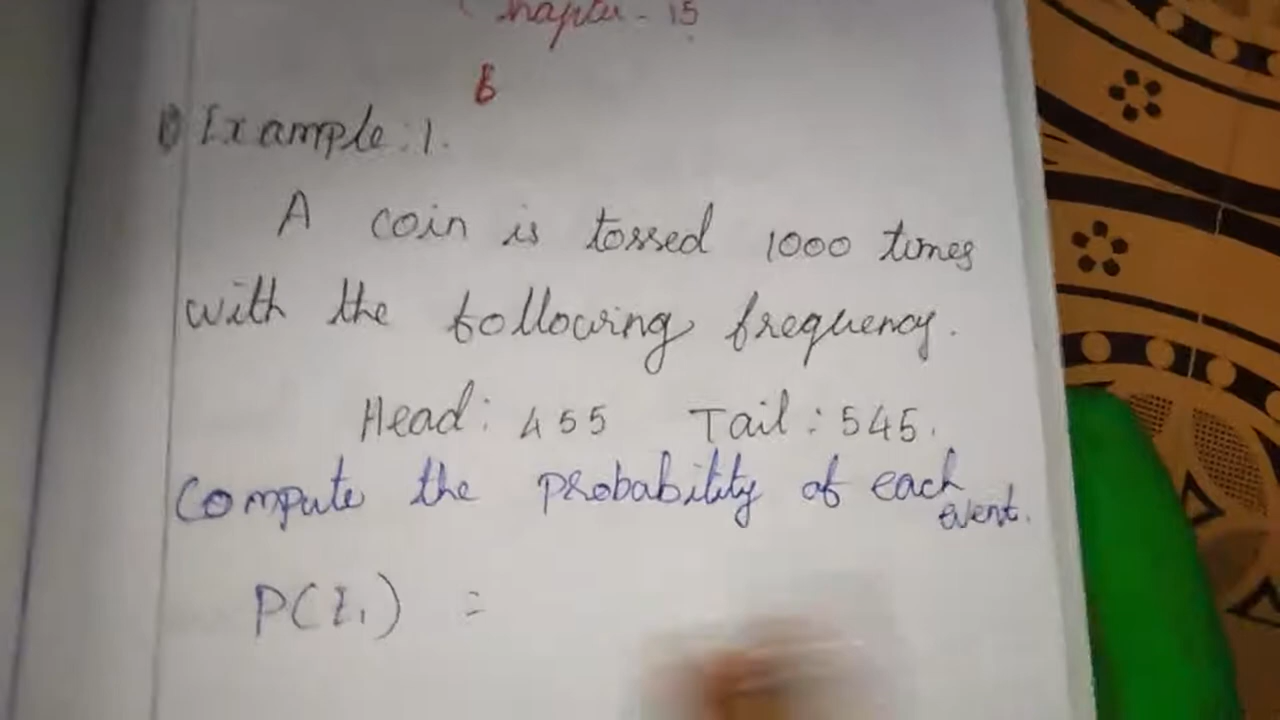 Chapter - 15
Example : 1.
A coin is tossed 1000 times
with the following frequency.
Head : 455 Tail : 545.
Compute the probability of each
event.
P(E₁) =